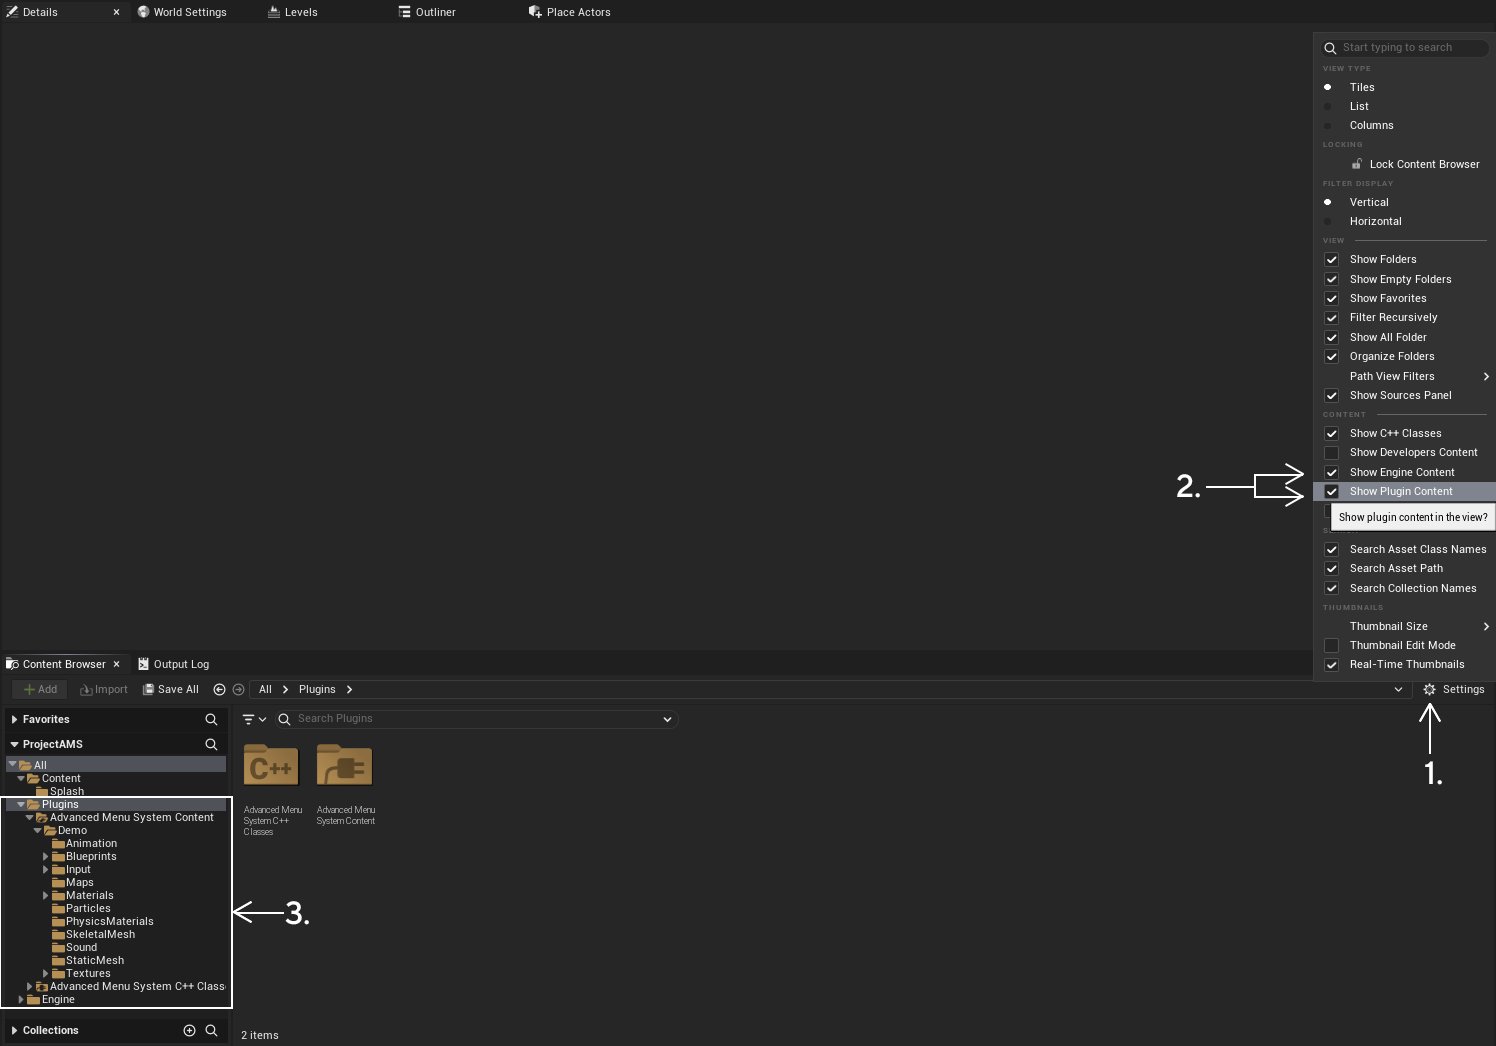 Details
World Settings
Levels
Outliner
Place Actors
Start typing to search
VIEW TYPE
Tiles
List
Columns
LOCKING
Lock Content Browser
FILTER DISPLAY
Vertical
Horizontal
VIEW
Show Folders
Show Empty Folders
Show Favorites
Filter Recursively
Show All Folder
Organize Folders
Path View Filters
Show Sources Panel
CONTENT
Show C++ Classes
Show Developers Content
Show Engine Content
2.
Show Plugin Content
Show plugin content in the view?
Search Asset Class Names
Search Asset Path
Search Collection Names
THUMBNAILS
Thumbnail Size
Thumbnail Edit Mode
Real-Time Thumbnails
Content Browser
Output Log
Add
Import
Save All
All
Plugins
Settings
1.
Favorites
Search Plugins
ProjectAMS
All
Content
Splash
Plugins
Advanced Menu System Content
Demo
Animation
Blueprints
Input
Maps
Materials
Particles
PhysicsMaterials
SkeletalMesh
Sound
StaticMesh
Textures
Advanced Menu System C++ Class
Engine
3.
C++
Advanced Menu
System C++
Classes
Advanced Menu
System Content
Collections
2 items